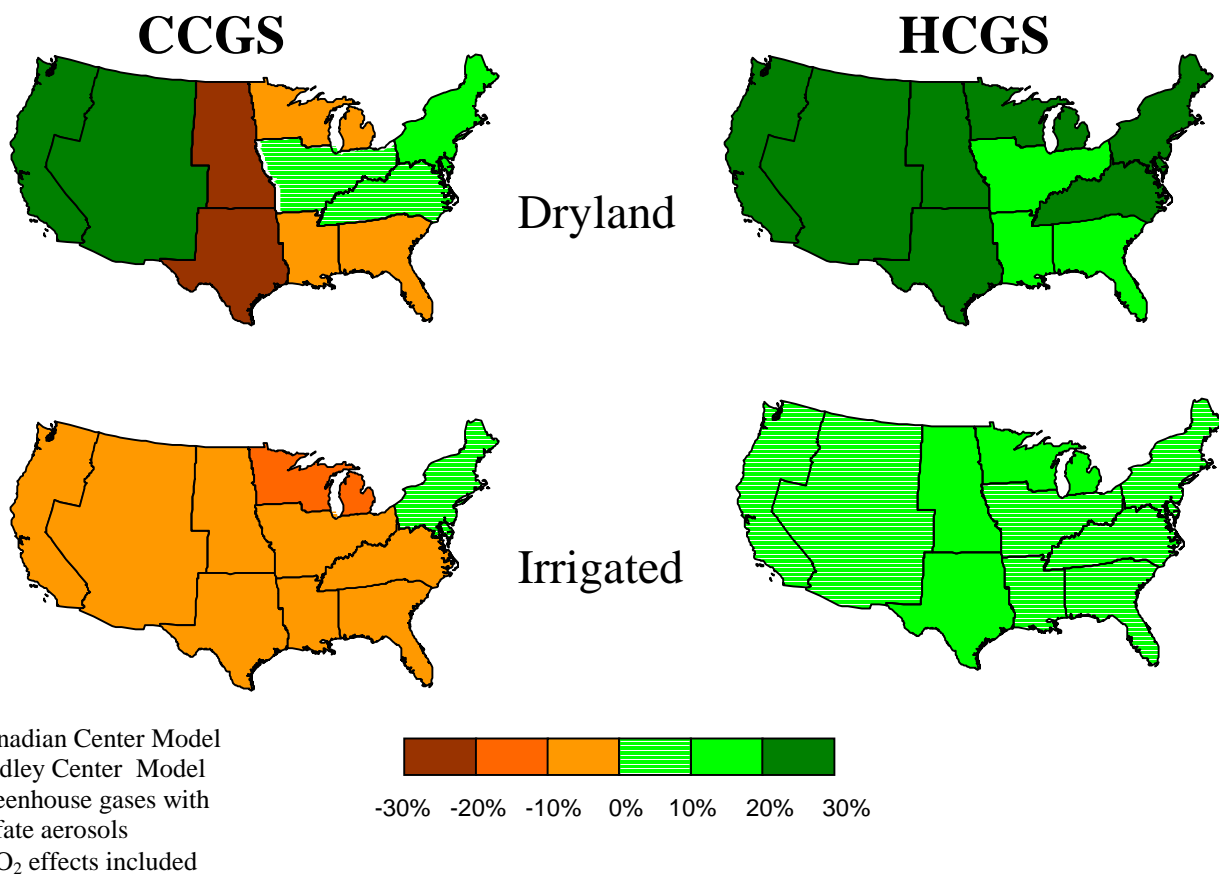 CCGS
HCGS
Dryland
Irrigated
nadian Center Model
dley Center Model
eenhouse gases with
fate aerosols
O₂ effects included
-30% -20% -10% 0% 10% 20% 30%